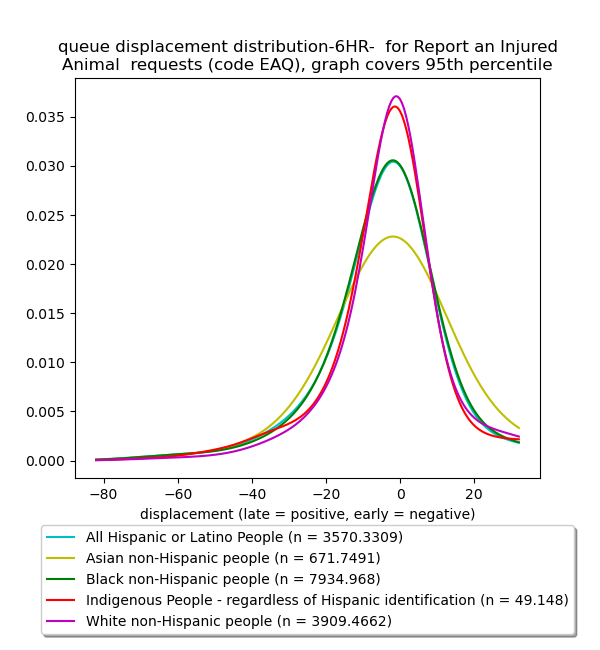 queue displacement distribution-6HR-  for Report an Injured
Animal  requests (code EAQ), graph covers 95th percentile
0.035
0.030
0.025
0.020
0.015
0.010
0.005
0.000
−80 −60 −40 −20 0 20
displacement (late = positive, early = negative)
All Hispanic or Latino People (n = 3570.3309)
Asian non-Hispanic people (n = 671.7491)
Black non-Hispanic people (n = 7934.968)
Indigenous People - regardless of Hispanic identification (n = 49.148)
White non-Hispanic people (n = 3909.4662)